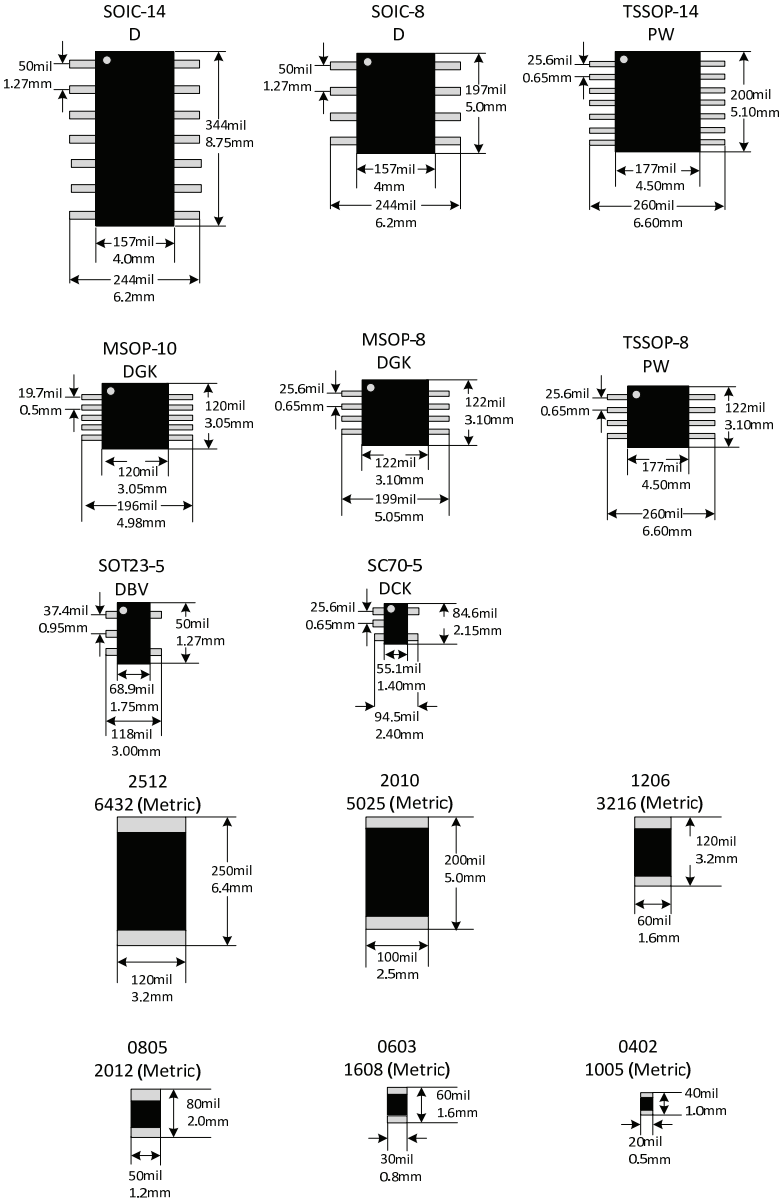 SOIC-14
D
50mil
1.27mm
344mil
8.75mm
157mil
4.0mm
244mil
6.2mm
SOIC-8
D
50mil
1.27mm
197mil
5.0mm
157mil
4mm
244mil
6.2mm
TSSOP-14
PW
25.6mil
0.65mm
200mil
5.10mm
177mil
4.50mm
260mil
6.60mm
MSOP-10
DGK
19.7mil
0.5mm
120mil
3.05mm
120mil
3.05mm
196mil
4.98mm
MSOP-8
DGK
25.6mil
0.65mm
122mil
3.10mm
122mil
3.10mm
199mil
5.05mm
TSSOP-8
PW
25.6mil
0.65mm
122mil
3.10mm
177mil
4.50mm
260mil
6.60mm
SOT23-5
DBV
37.4mil
0.95mm
50mil
1.27mm
68.9mil
1.75mm
118mil
3.00mm
SC70-5
DCK
25.6mil
0.65mm
84.6mil
2.15mm
55.1mil
1.40mm
94.5mil
2.40mm
2512
6432 (Metric)
250mil
6.4mm
120mil
3.2mm
2010
5025 (Metric)
200mil
5.0mm
100mil
2.5mm
1206
3216 (Metric)
120mil
3.2mm
60mil
1.6mm
0805
2012 (Metric)
80mil
2.0mm
50mil
1.2mm
0603
1608 (Metric)
60mil
1.6mm
30mil
0.8mm
0402
1005 (Metric)
40mil
1.0mm
20mil
0.5mm